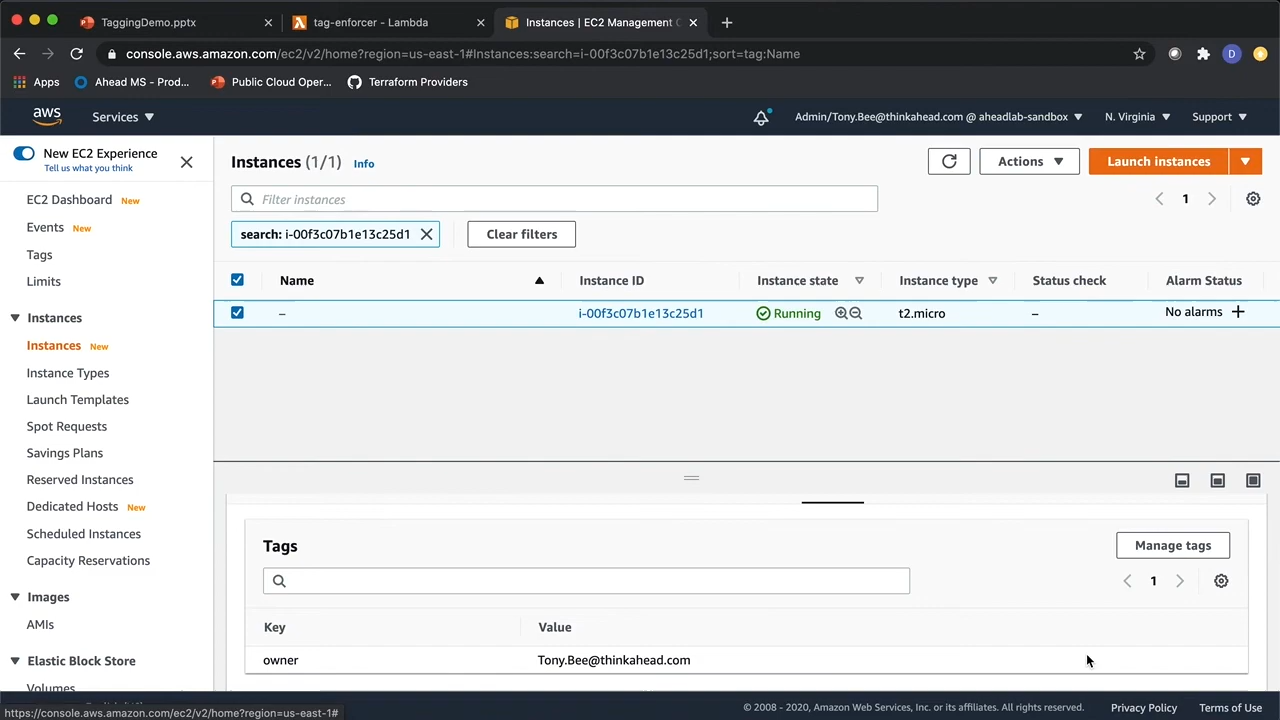 TaggingDemo.pptx
tag-enforcer - Lambda
Instances | EC2 Management C
console.aws.amazon.com/ec2/v2/home?region=us-east-1#Instances:search=i-00f3c07b1e13c25d1;sort=tag:Name
D
Apps
Ahead MS - Prod...
Public Cloud Oper...
Terraform Providers
aws
Services
Admin/Tony.Bee@thinkahead.com @ aheadlab-sandbox
N. Virginia
Support
New EC2 Experience
Tell us what you think
EC2 Dashboard New
Events New
Tags
Limits
Instances
Instances New
Instance Types
Launch Templates
Spot Requests
Savings Plans
Reserved Instances
Dedicated Hosts New
Scheduled Instances
Capacity Reservations
Images
AMIs
Elastic Block Store
Volumes
Instances (1/1) Info
Actions
Launch instances
Filter instances
1
search: i-00f3c07b1e13c25d1
Clear filters
Name Instance ID Instance state Instance type Status check Alarm Status
– i-00f3c07b1e13c25d1 Running t2.micro – No alarms
Tags
Manage tags
1
Key Value
owner Tony.Bee@thinkahead.com
https://console.aws.amazon.com/ec2/v2/home?region=us-east-1#
© 2008 - 2020, Amazon Web Services, Inc. or its affiliates. All rights reserved.
Privacy Policy
Terms of Use